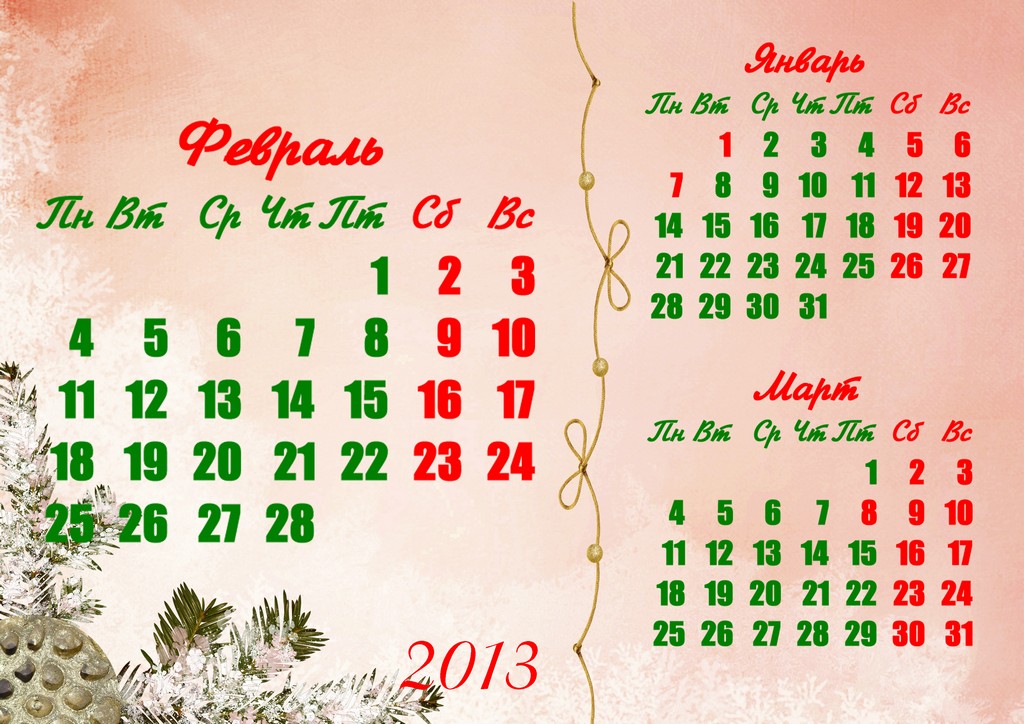 Февраль
Пн Вт Ср Чт Пт Сб Вс
1 2 3
4 5 6 7 8 9 10
11 12 13 14 15 16 17
18 19 20 21 22 23 24
25 26 27 28
2013
Январь
Пн Вт Ср Чт Пт Сб Вс
1 2 3 4 5 6
7 8 9 10 11 12 13
14 15 16 17 18 19 20
21 22 23 24 25 26 27
28 29 30 31
Март
Пн Вт Ср Чт Пт Сб Вс
1 2 3
4 5 6 7 8 9 10
11 12 13 14 15 16 17
18 19 20 21 22 23 24
25 26 27 28 29 30 31